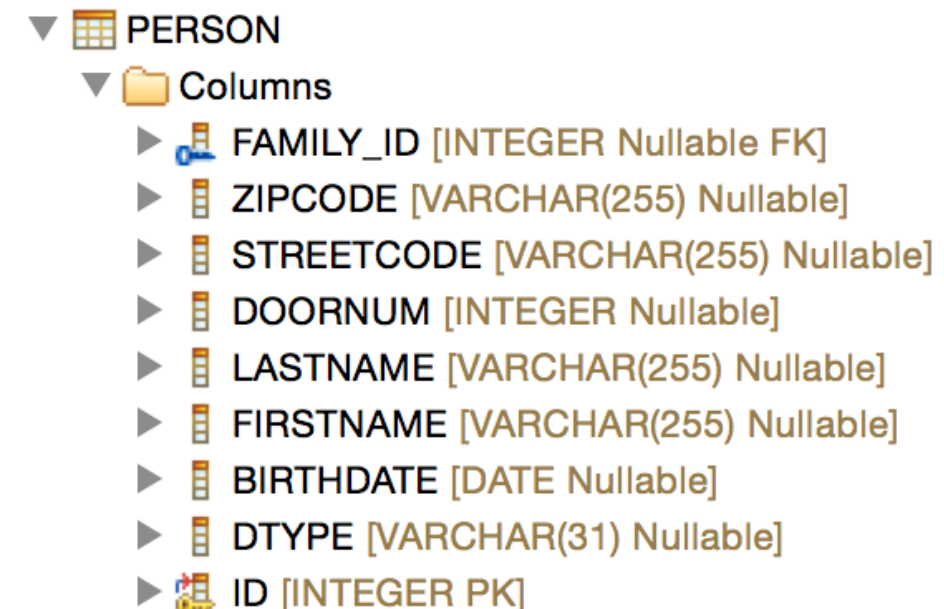 PERSON
Columns
FAMILY_ID [INTEGER Nullable FK]
ZIPCODE [VARCHAR(255) Nullable]
STREETCODE [VARCHAR(255) Nullable]
DOORNUM [INTEGER Nullable]
LASTNAME [VARCHAR(255) Nullable]
FIRSTNAME [VARCHAR(255) Nullable]
BIRTHDATE [DATE Nullable]
DTYPE [VARCHAR(31) Nullable]
ID [INTEGER PK]